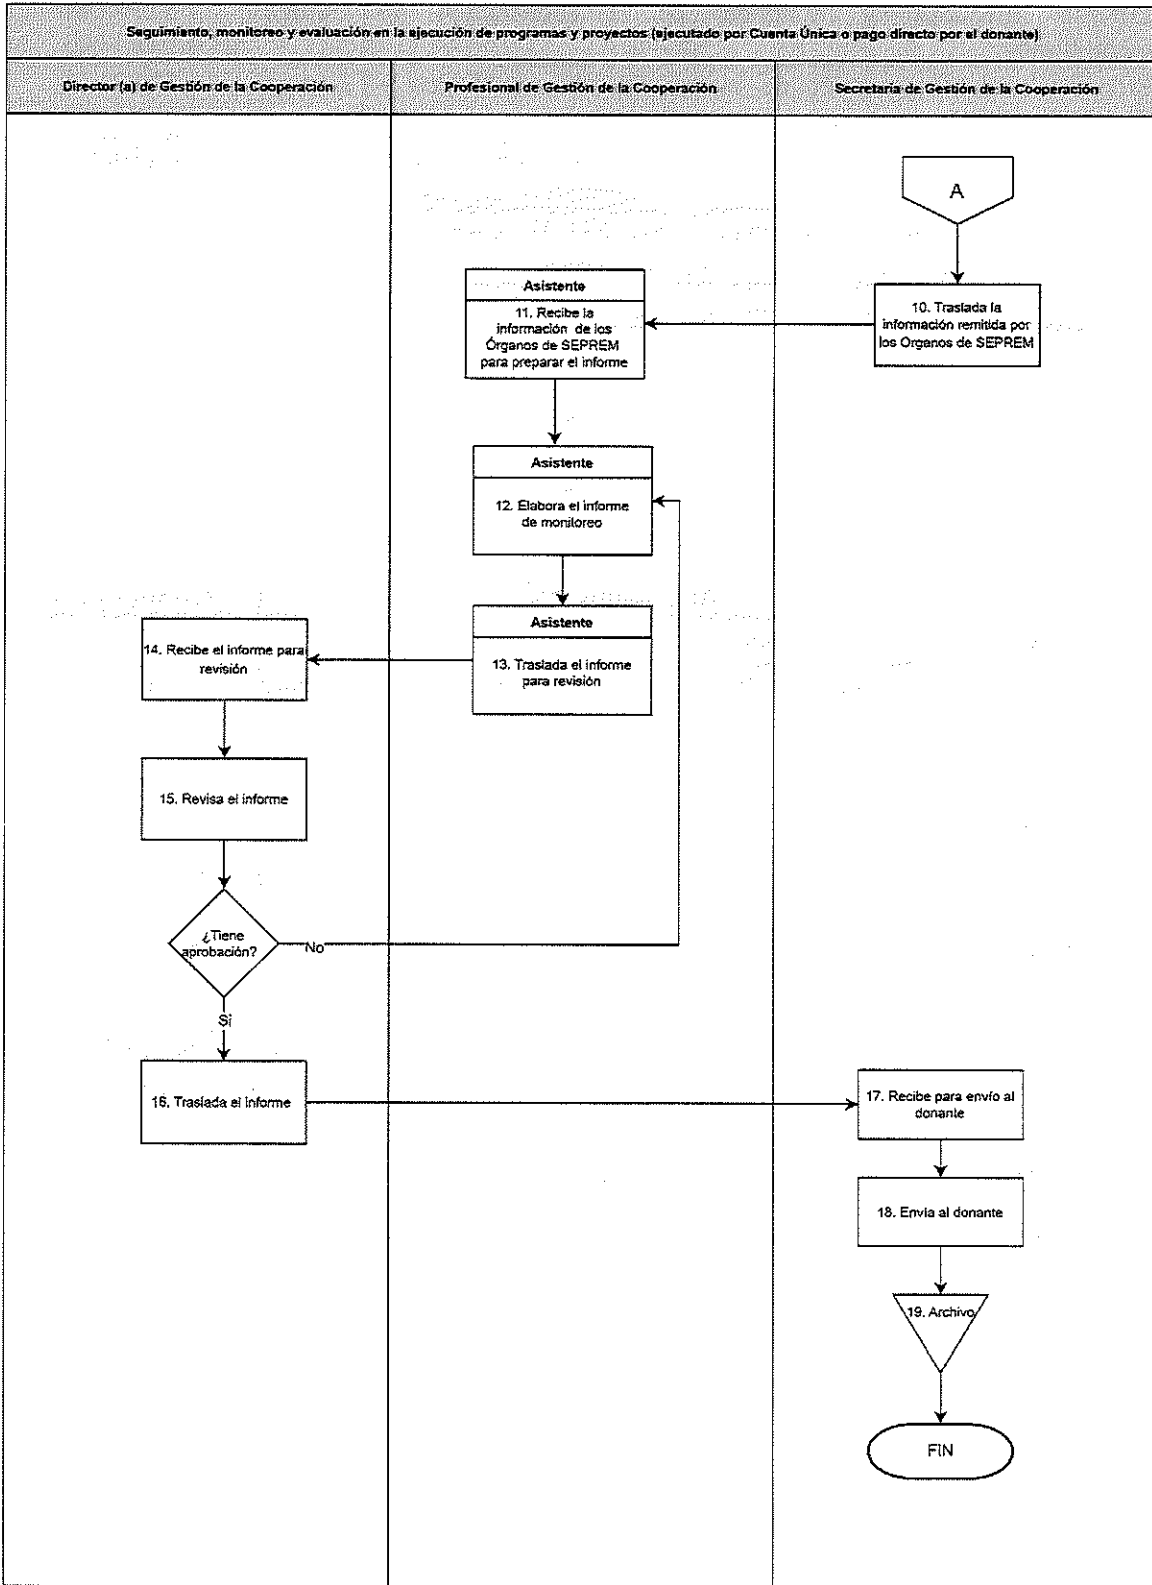 Seguimiento, monitoreo y evaluación en la ejecución de programas y proyectos (ejecutado por Cuenta Única o pago directo por el donante)
Director (a) de Gestión de la Cooperación
Profesional de Gestión de la Cooperación
Secretaria de Gestión de la Cooperación
A
10. Traslada la
información remitida por
los Organos de SEPREM
Asistente
11. Recibe la
información de los
Órganos de SEPREM
para preparar el informe
Asistente
12. Elabora el informe
de monitoreo
Asistente
13. Traslada el informe
para revisión
14. Recibe el informe para
revisión
15. Revisa el informe
¿Tiene
aprobación?
No
Si
16. Traslada el informe
17. Recibe para envío al
donante
18. Envía al donante
19. Archivo
FIN